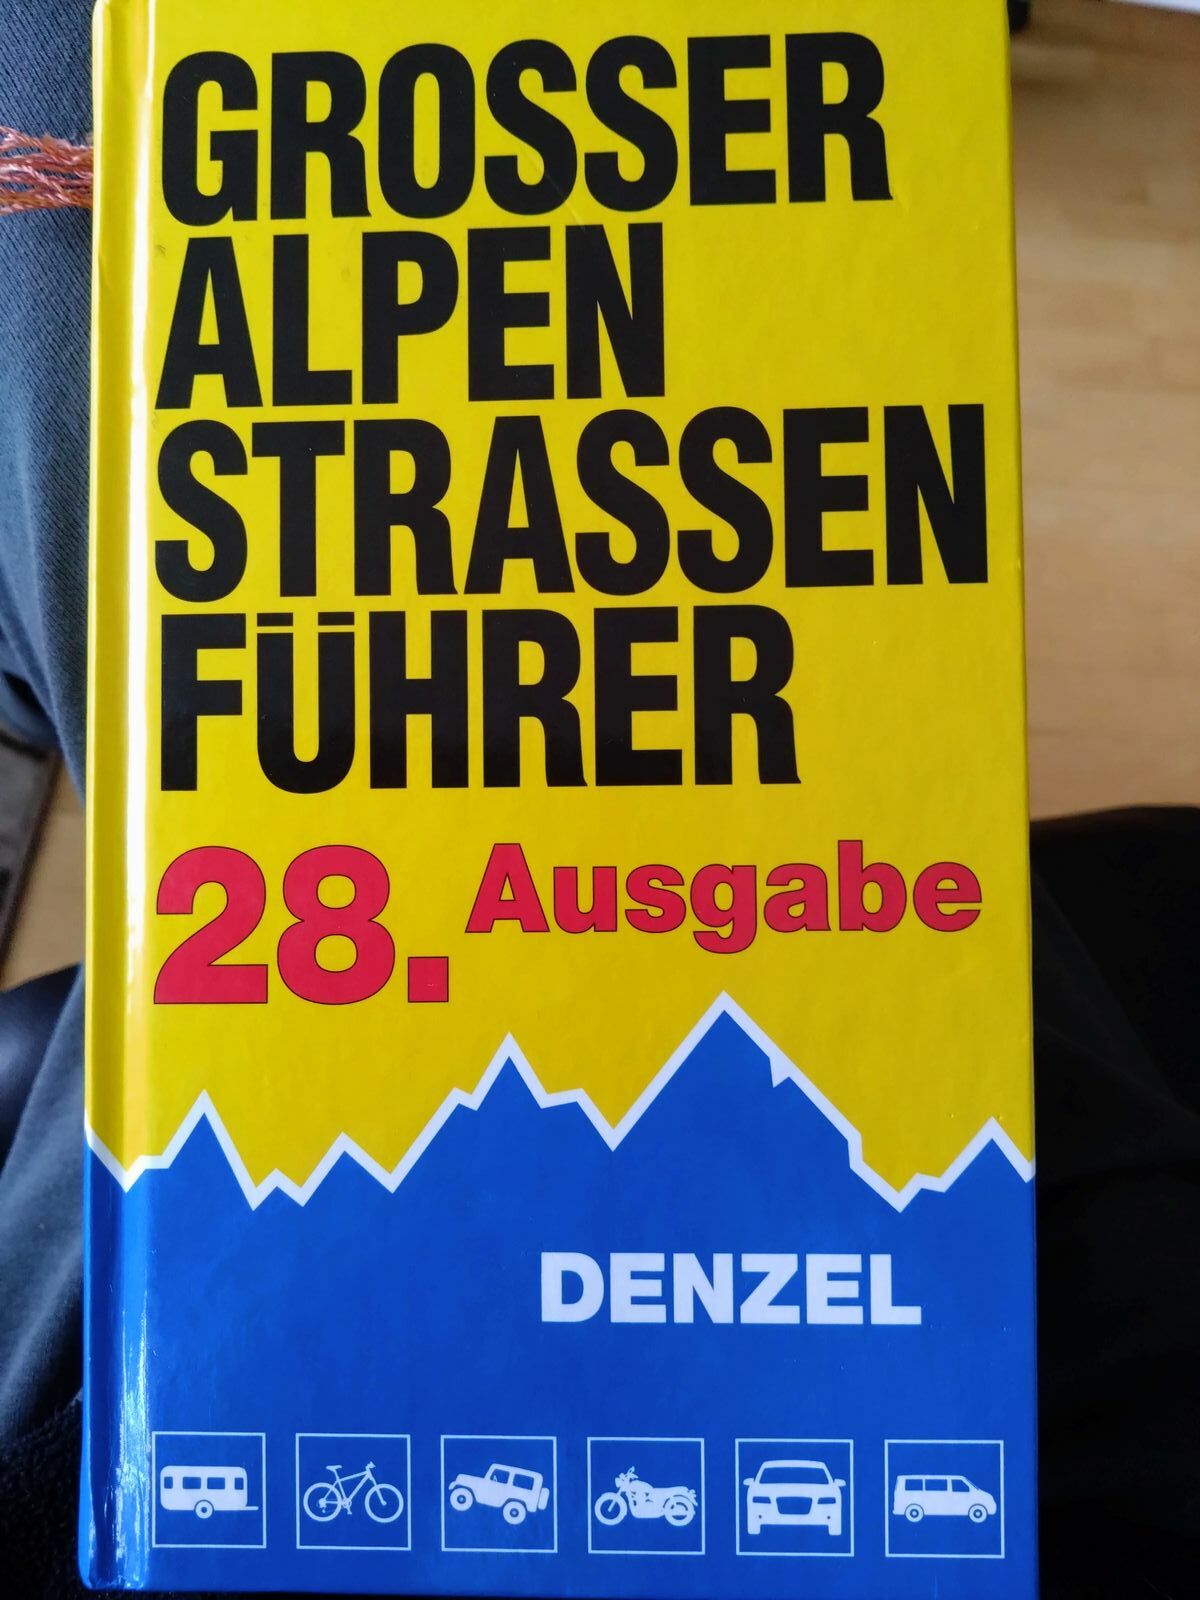 GROSSER
ALPEN
STRASSEN
FÜHRER
28. Ausgabe
DENZEL